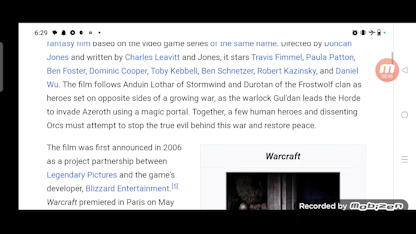 6:29
fantasy film based on the video game series of the same name. Directed by Duncan
Jones and written by Charles Leavitt and Jones, it stars Travis Fimmel, Paula Patton,
Ben Foster, Dominic Cooper, Toby Kebbell, Ben Schnetzer, Robert Kazinsky, and Daniel
Wu. The film follows Anduin Lothar of Stormwind and Durotan of the Frostwolf clan as
heroes set on opposite sides of a growing war, as the warlock Gul'dan leads the Horde
to invade Azeroth using a magic portal. Together, a few human heroes and dissenting
Orcs must attempt to stop the true evil behind this war and restore peace.
The film was first announced in 2006
as a project partnership between
Legendary Pictures and the game's
developer, Blizzard Entertainment.[5]
Warcraft premiered in Paris on May
Warcraft
Recorded by Mobizen